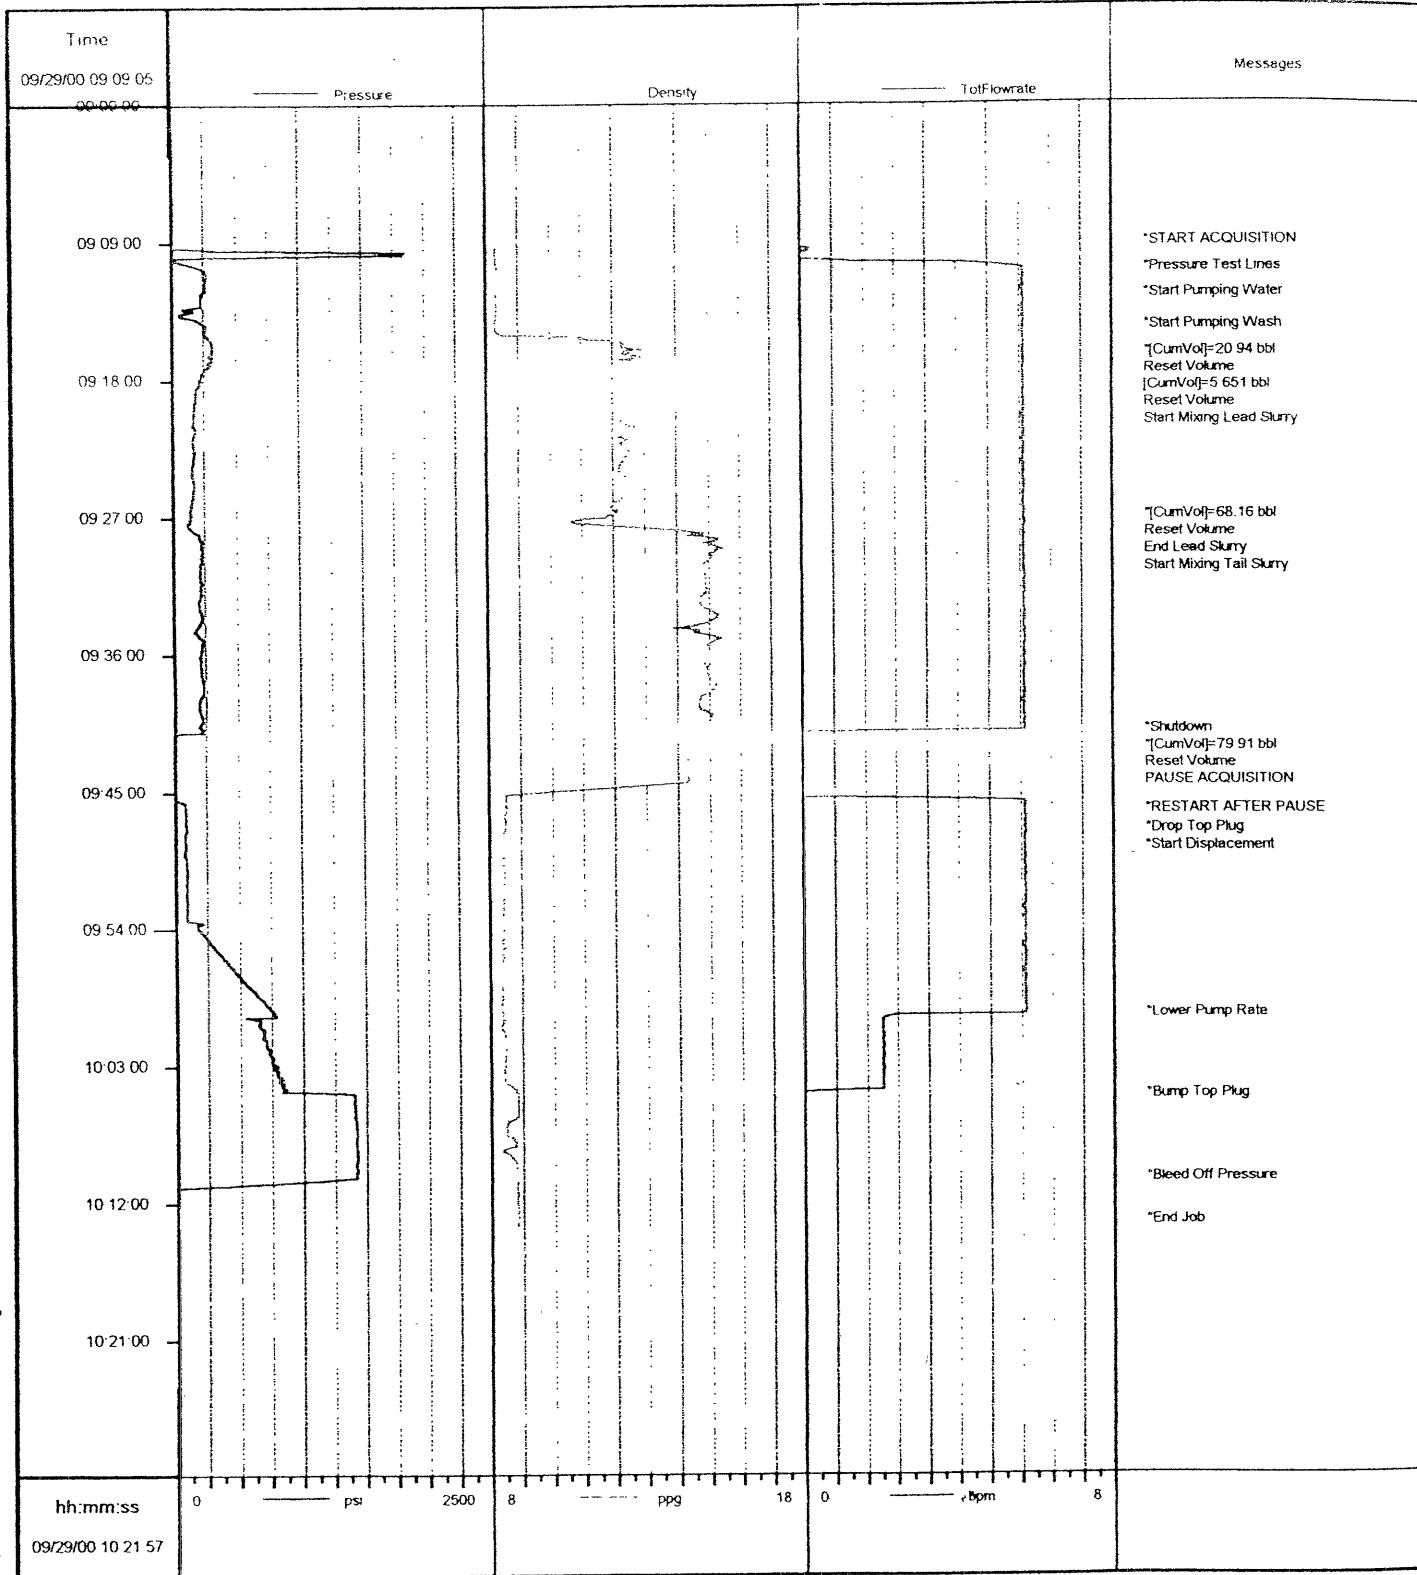 Time
09/29/00 09 09 05
00:00:00
Pressure
Density
TotFlowrate
Messages
09 09 00
*START ACQUISITION
*Pressure Test Lines
*Start Pumping Water
*Start Pumping Wash
*[CumVol]=20 94 bbl
Reset Volume
09 18 00
[CumVol]=5 651 bbl
Reset Volume
Start Mixing Lead Slurry
09 27 00
*[CumVol]=68.16 bbl
Reset Volume
End Lead Slurry
Start Mixing Tail Slurry
09 36 00
*Shutdown
*[CumVol]=79 91 bbl
Reset Volume
PAUSE ACQUISITION
09:45 00
*RESTART AFTER PAUSE
*Drop Top Plug
*Start Displacement
09 54 00
*Lower Pump Rate
10:03 00
*Bump Top Plug
*Bleed Off Pressure
10 12:00
*End Job
10:21:00
hh:mm:ss
0 psi 2500
8 ppg 18
0 bpm 8
09/29/00 10 21 57